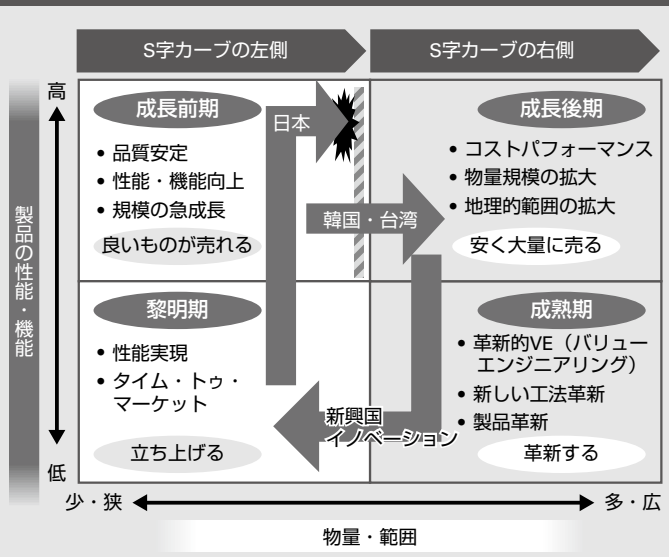 S字カーブの左側
S字カーブの右側
高
製品の性能・機能
低
成長前期
• 品質安定
• 性能・機能向上
• 規模の急成長
良いものが売れる
日本
韓国・台湾
成長後期
• コストパフォーマンス
• 物量規模の拡大
• 地理的範囲の拡大
安く大量に売る
黎明期
• 性能実現
• タイム・トゥ・
マーケット
立ち上げる
新興国
イノベーション
成熟期
• 革新的VE（バリュー
エンジニアリング）
• 新しい工法革新
• 製品革新
革新する
少・狭
多・広
物量・範囲